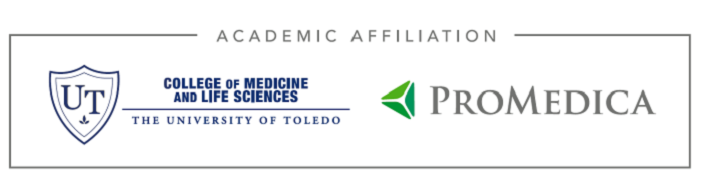 ACADEMIC AFFILIATION
UT
COLLEGE OF MEDICINE
AND LIFE SCIENCES
THE UNIVERSITY OF TOLEDO
PROMEDICA